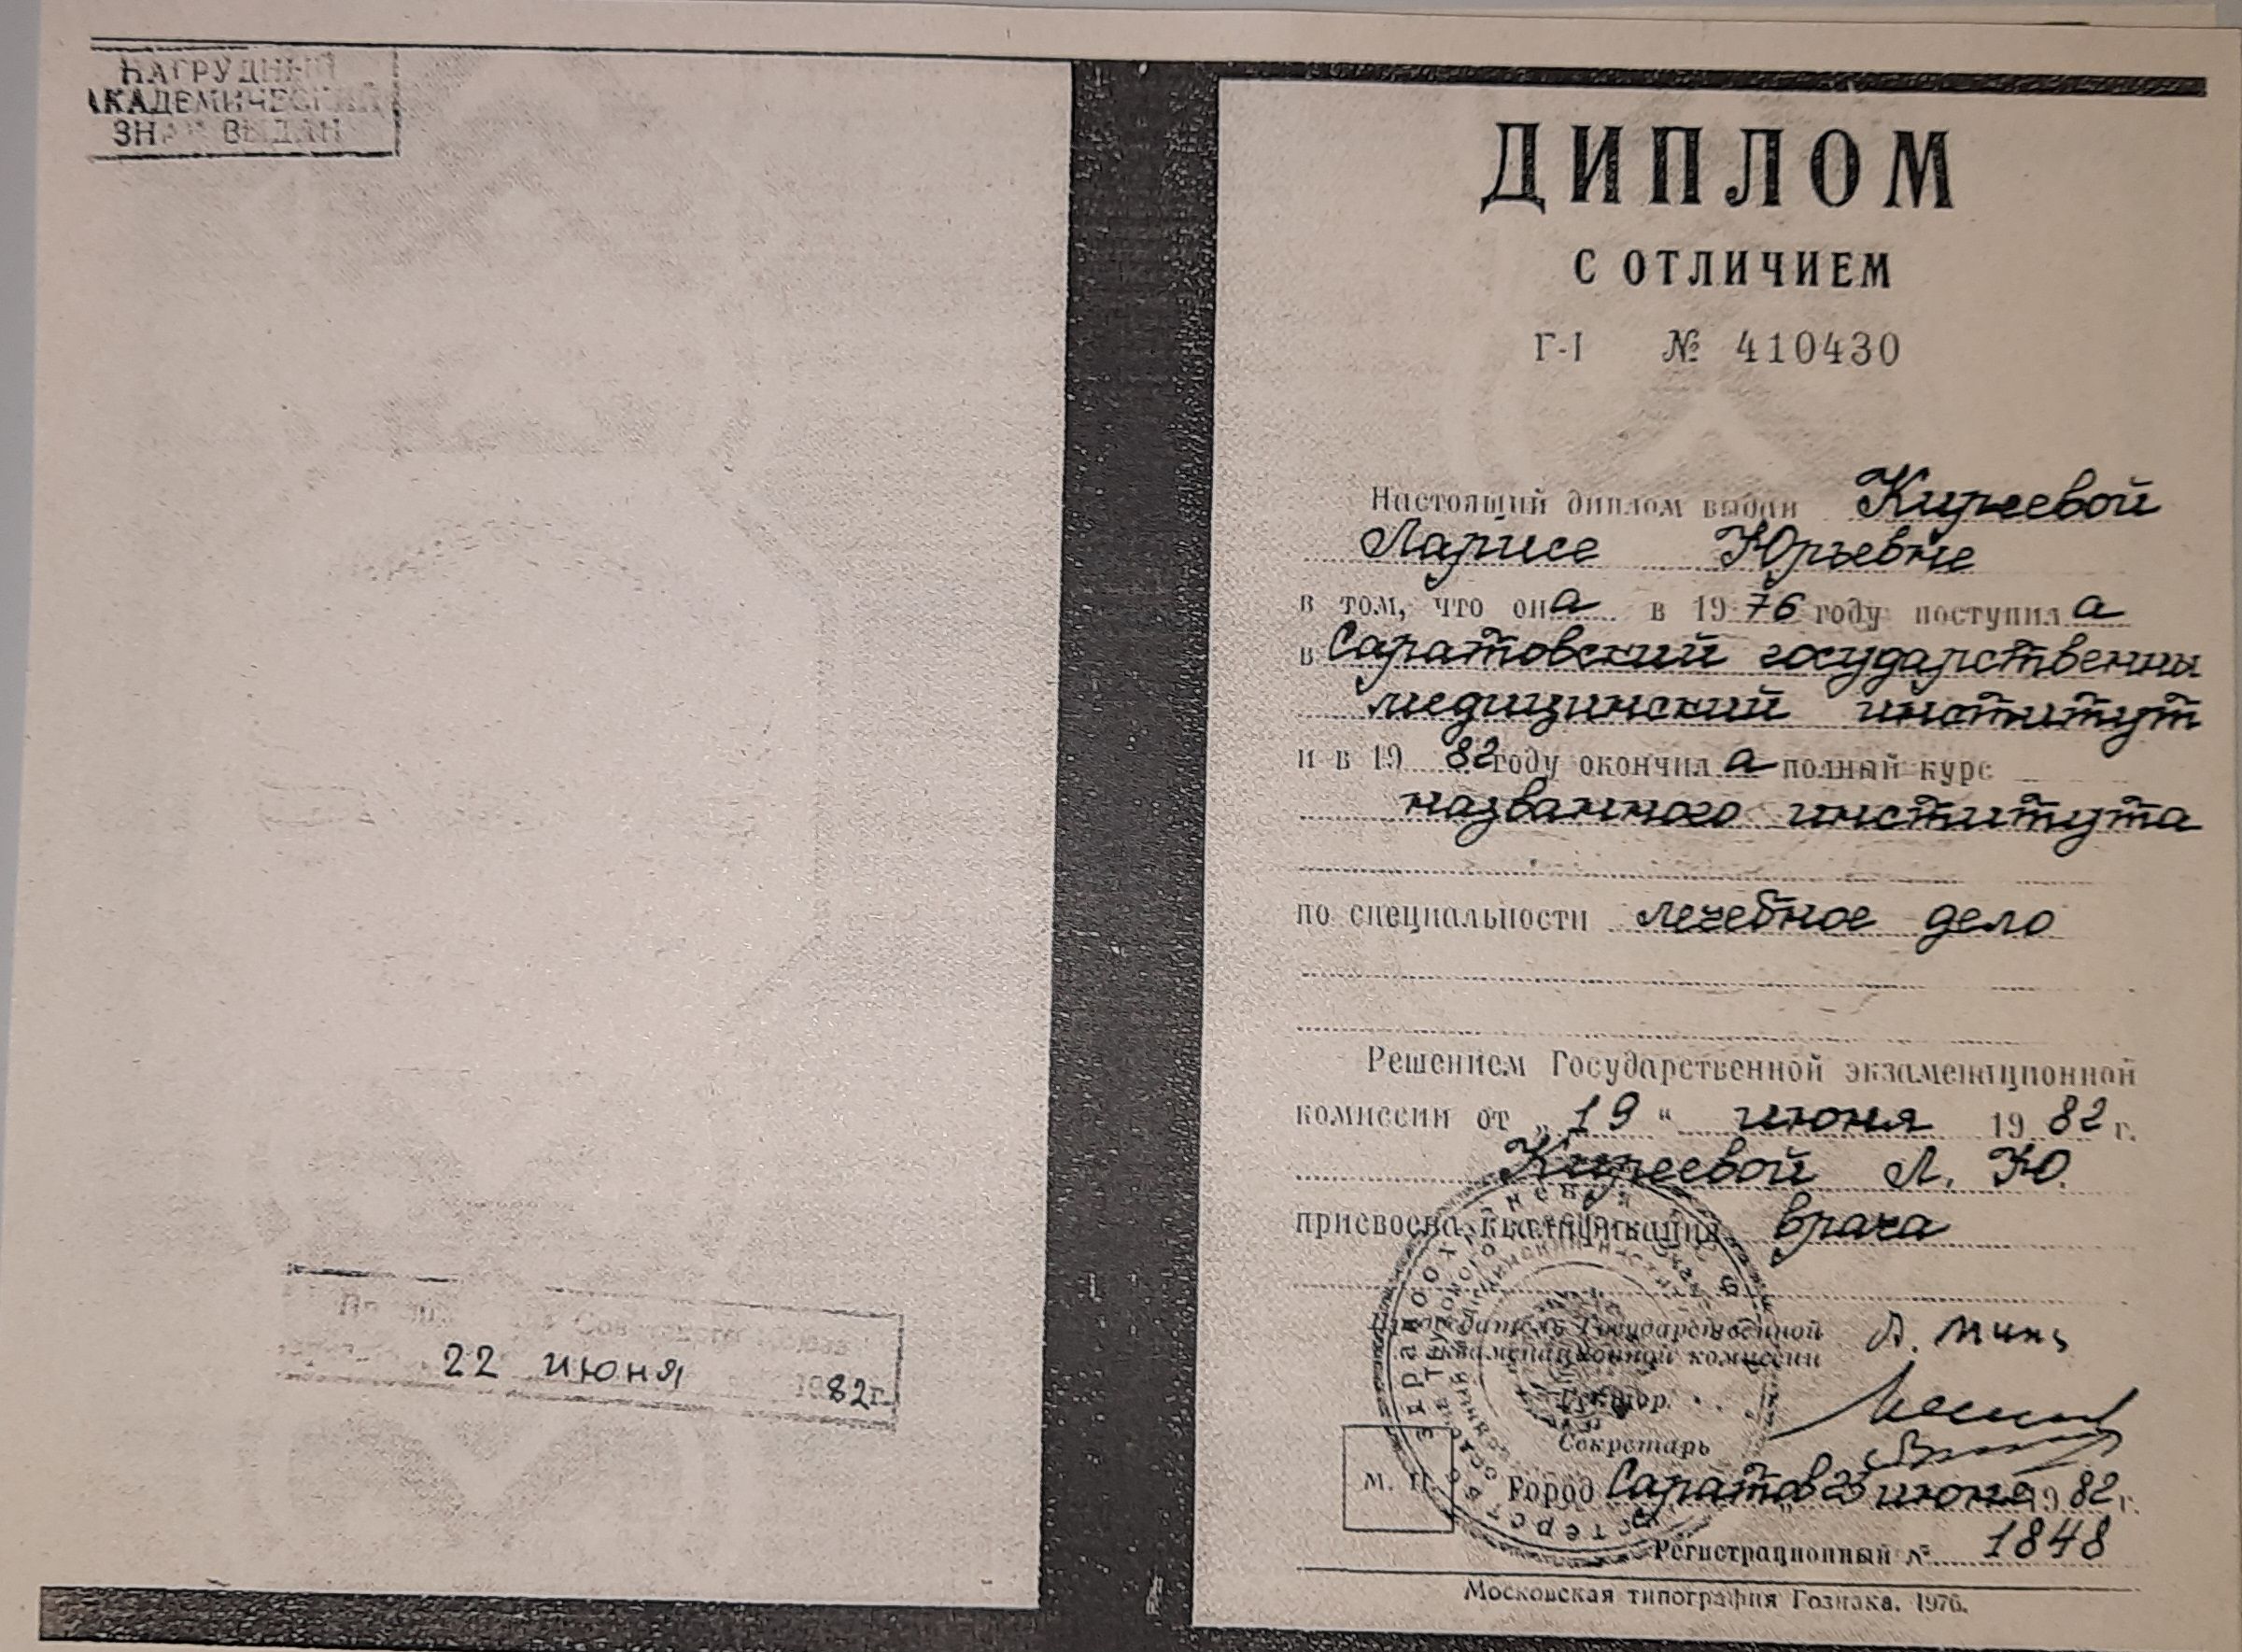 НАГРУДНЫЙ
АКАДЕМИЧЕСКИЙ
ЗНАК ВЫДАН
22 июня 1982г.
ДИПЛОМ
С ОТЛИЧИЕМ
Г-I № 410430
Настоящий диплом выдан Киреевой
Ларисе Юрьевне
в том, что она в 1976 году поступила
в Саратовский государственны
медицинский институт
и в 1982 году окончила полный курс
названного института
по специальности лечебное дело
Решением Государственной экзаменационной
комиссии от „19“ июня 1982 г.
Киреевой Л. Ю.
присвоена квалификация врача
Председатель Государственной
экзаменационной комиссии
Ректор
Секретарь
М. П. Город Саратов 23 июня 1982 г.
Регистрационный № 1848
Московская типография Гознака. 1976.